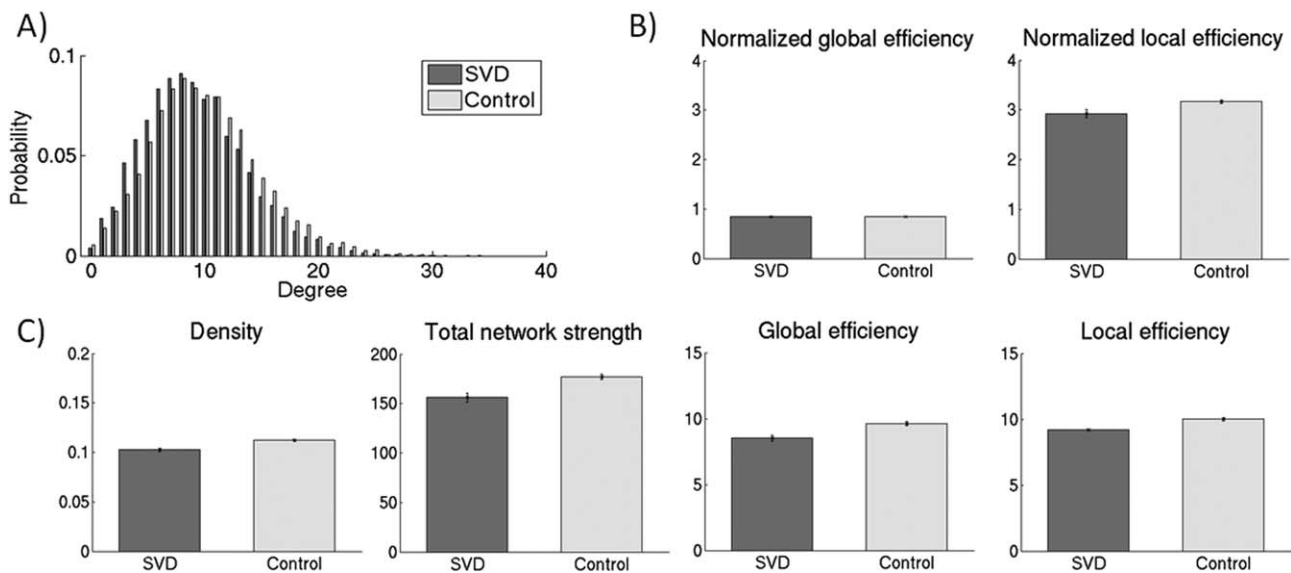 A)
0.1
0.05
0
Probability
0 10 20 30 40
Degree
SVD
Control
B)
Normalized global efficiency
4
3
2
1
0
SVD Control
Normalized local efficiency
4
3
2
1
0
SVD Control
C)
Density
0.2
0.15
0.1
0.05
0
SVD Control
Total network strength
200
150
100
50
0
SVD Control
Global efficiency
15
10
5
0
SVD Control
Local efficiency
15
10
5
0
SVD Control